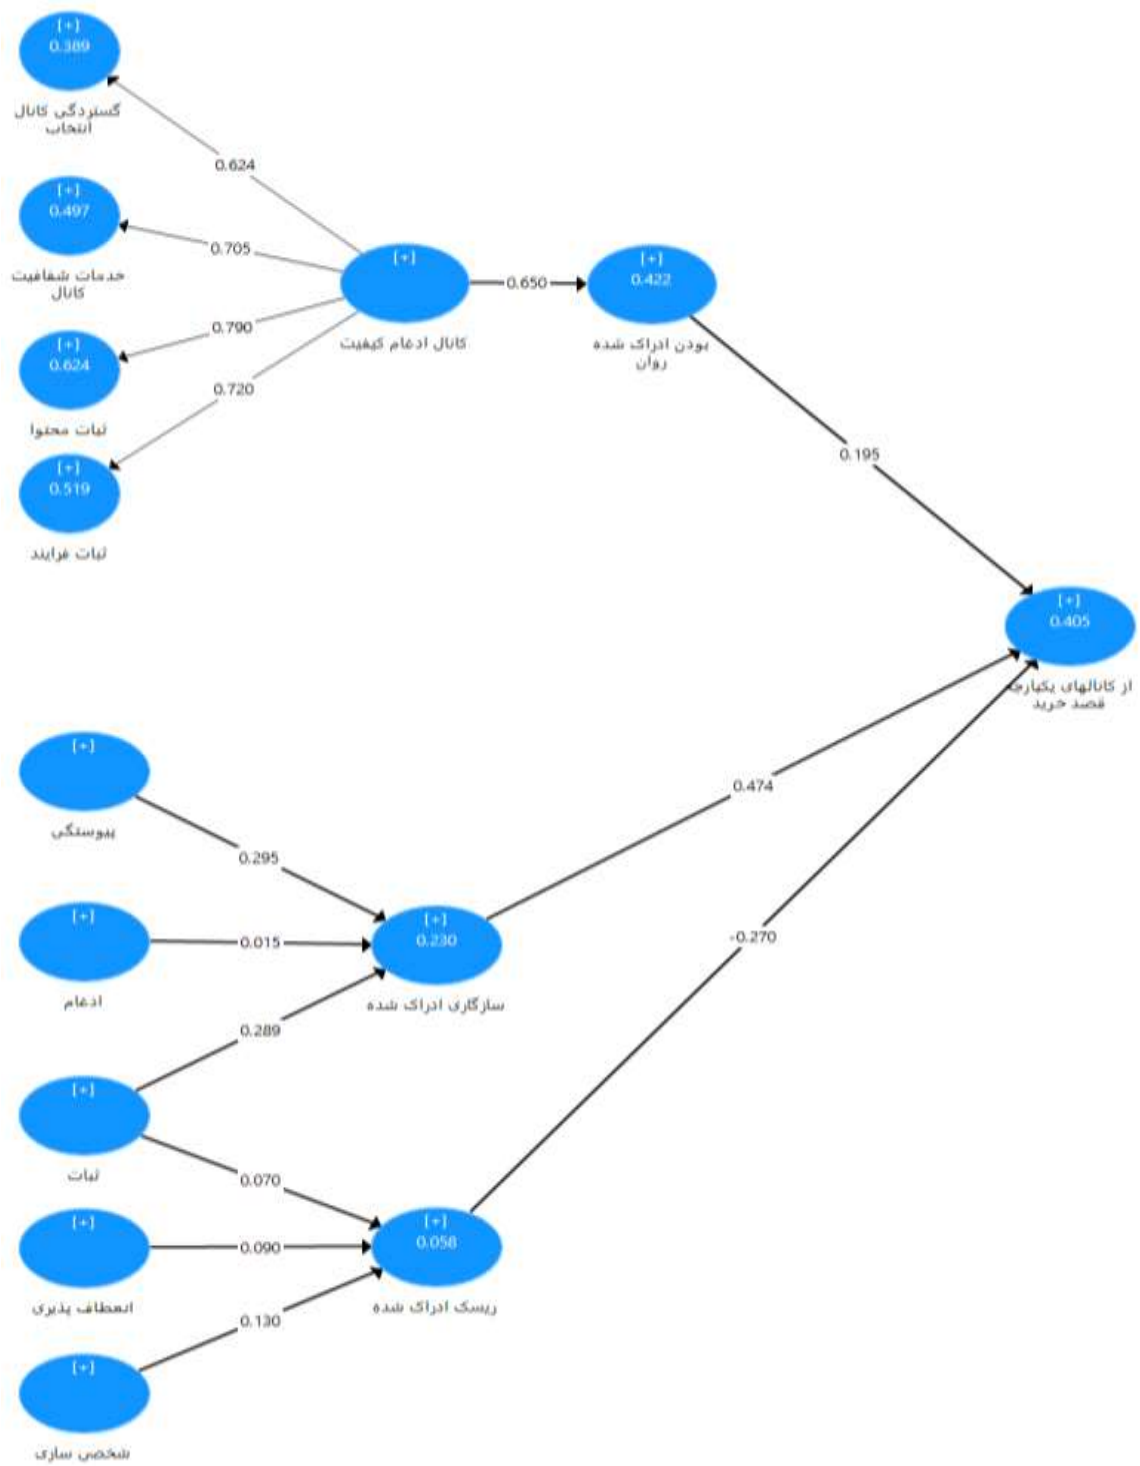 [+]
0.389
گستردگی کانال
انتخاب
0.624
[+]
0.497
خدمات شفافیت
کانال
0.705
[+]
0.624
ثبات محتوا
0.790
[+]
0.519
ثبات فرایند
0.720
[+]
کانال ادغام کیفیت
0.650
[+]
0.422
بودن ادراک شده
روان
0.195
[+]
0.405
از کانالهای یکپارچه
قصد خرید
[+]
پیوستگی
0.295
[+]
ادغام
0.015
[+]
0.230
سازگاری ادراک شده
0.474
0.289
[+]
ثبات
0.070
-0.270
[+]
انعطاف پذیری
0.090
[+]
0.058
ریسک ادراک شده
0.130
[+]
شخصی سازی